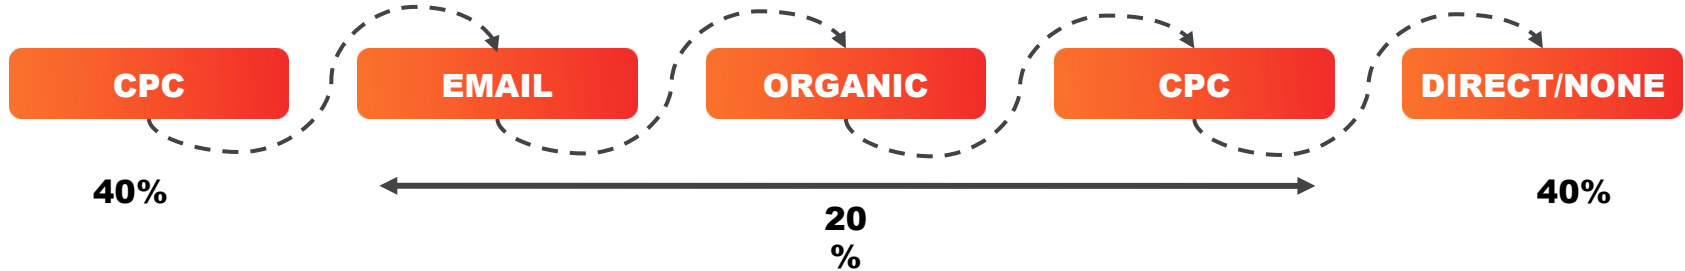 CPC
EMAIL
ORGANIC
CPC
DIRECT/NONE
40%
20
%
40%